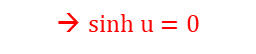 → sinh u = 0